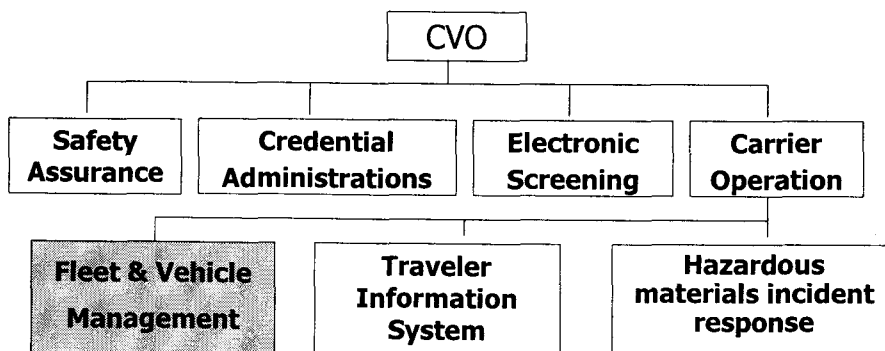 CVO
Safety
Assurance
Credential
Administrations
Electronic
Screening
Carrier
Operation
Fleet & Vehicle
Management
Traveler
Information
System
Hazardous
materials incident
response